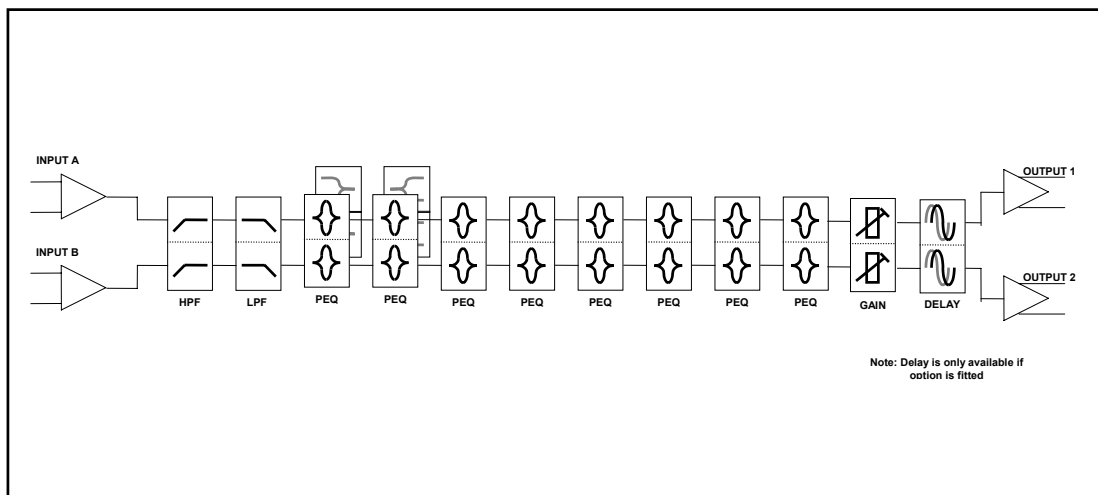 INPUT A
OUTPUT 1
INPUT B
OUTPUT 2
HPF
LPF
PEQ
PEQ
PEQ
PEQ
PEQ
PEQ
PEQ
PEQ
GAIN
DELAY
Note: Delay is only available if
option is fitted